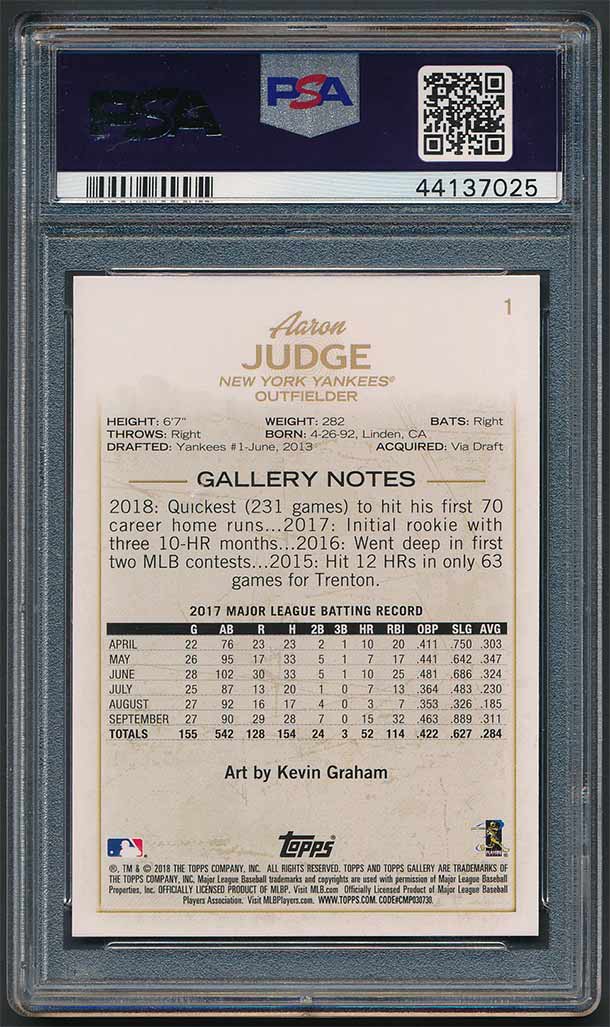 PSA
PSA
44137025
1
Aaron
JUDGE
NEW YORK YANKEES®
OUTFIELDER
HEIGHT: 6'7" WEIGHT: 282 BATS: Right
THROWS: Right BORN: 4-26-92, Linden, CA
DRAFTED: Yankees #1-June, 2013 ACQUIRED: Via Draft
GALLERY NOTES
2018: Quickest (231 games) to hit his first 70
career home runs...2017: Initial rookie with
three 10-HR months...2016: Went deep in first
two MLB contests...2015: Hit 12 HRs in only 63
games for Trenton.
2017 MAJOR LEAGUE BATTING RECORD
G AB R H 2B 3B HR RBI OBP SLG AVG
APRIL 22 76 23 23 2 1 10 20 .411 .750 .303
MAY 26 95 17 33 5 1 7 17 .441 .642 .347
JUNE 28 102 30 33 5 1 10 25 .481 .686 .324
JULY 25 87 13 20 1 0 7 13 .364 .483 .230
AUGUST 27 92 16 17 4 0 3 7 .353 .326 .185
SEPTEMBER 27 90 29 28 7 0 15 32 .463 .889 .311
TOTALS 155 542 128 154 24 3 52 114 .422 .627 .284
Art by Kevin Graham
Topps®
®, TM & © 2018 THE TOPPS COMPANY, INC. ALL RIGHTS RESERVED. TOPPS AND TOPPS GALLERY ARE TRADEMARKS OF
THE TOPPS COMPANY, INC. Major League Baseball trademarks and copyrights are used with permission of Major League Baseball
Properties, Inc. OFFICIALLY LICENSED PRODUCT OF MLBP. Visit MLB.com Officially Licensed Product of Major League Baseball
Players Association. Visit MLBPlayers.com. WWW.TOPPS.COM. CODE#CMP030730.